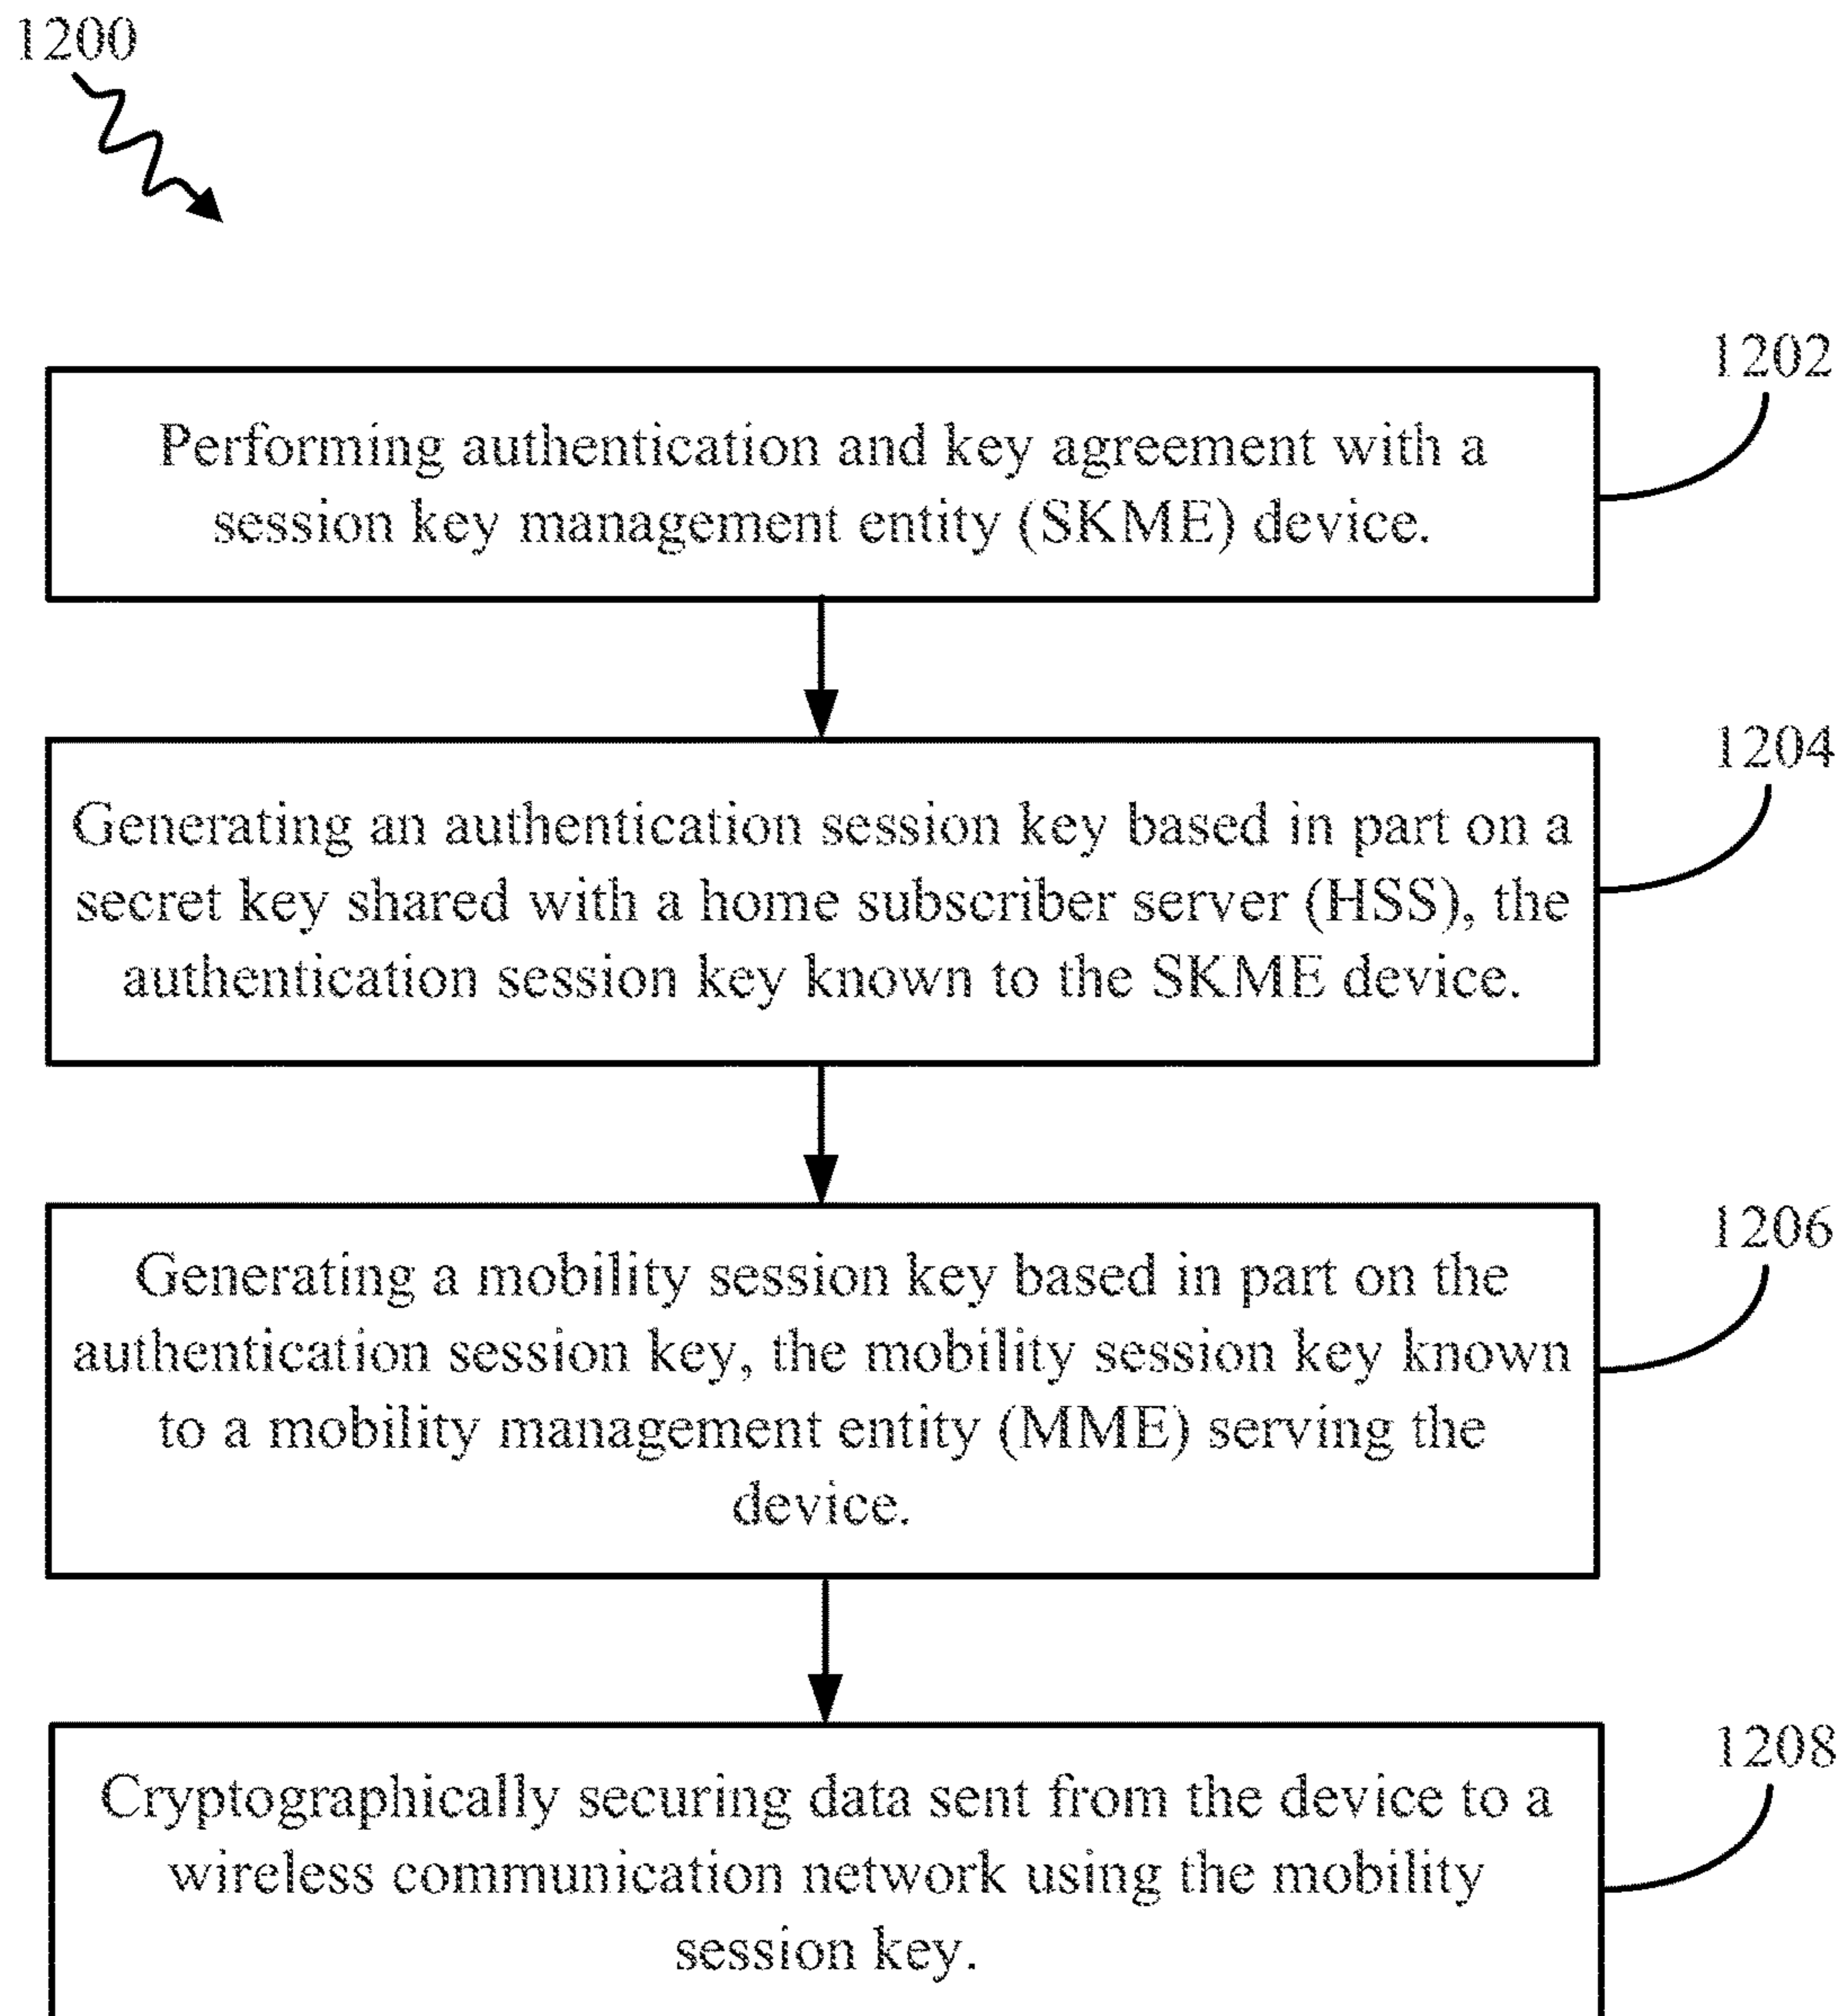 1200
1202
Performing authentication and key agreement with a
session key management entity (SKME) device.
1204
Generating an authentication session key based in part on a
secret key shared with a home subscriber server (HSS), the
authentication session key known to the SKME device.
1206
Generating a mobility session key based in part on the
authentication session key, the mobility session key known
to a mobility management entity (MME) serving the
device.
1208
Cryptographically securing data sent from the device to a
wireless communication network using the mobility
session key.